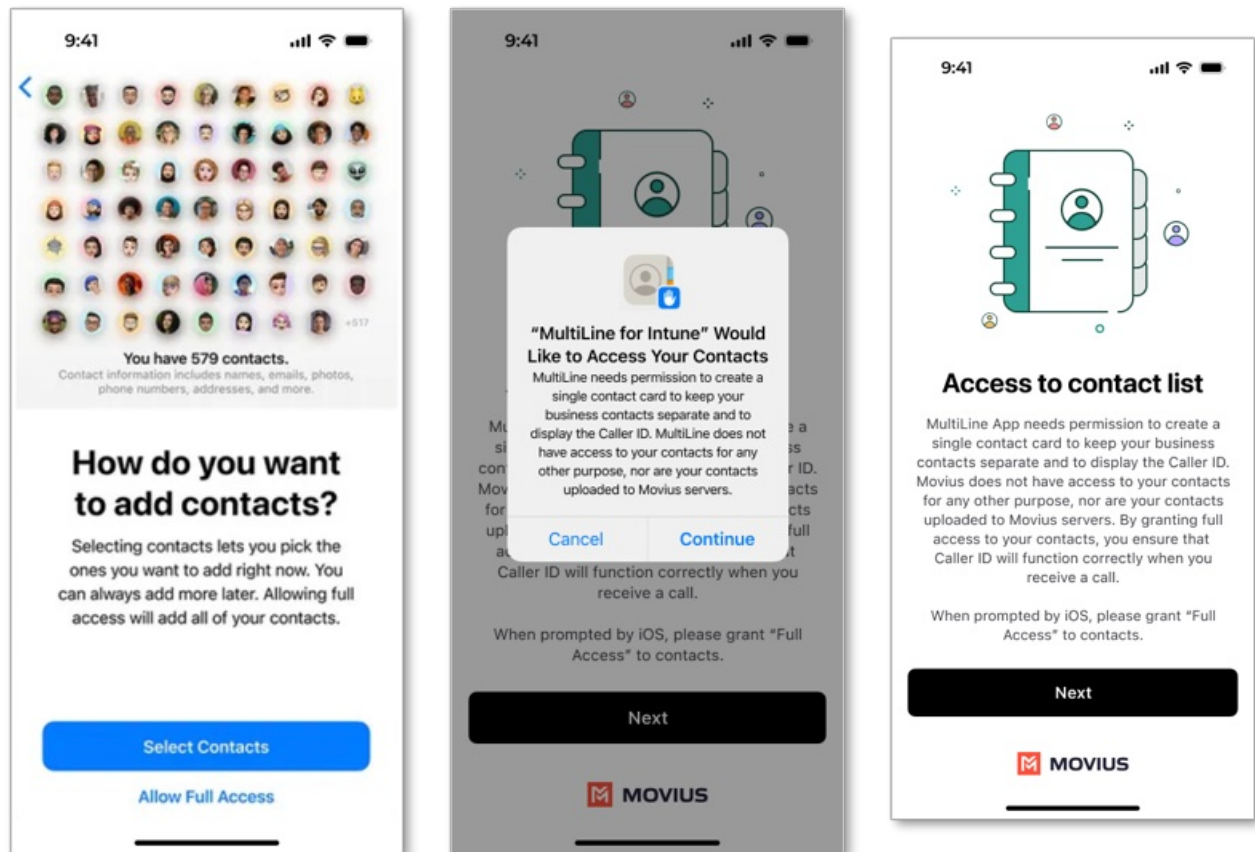 9:41
+517
You have 579 contacts.
Contact information includes names, emails, photos,
phone numbers, addresses, and more.
How do you want
to add contacts?
Selecting contacts lets you pick the
ones you want to add right now. You
can always add more later. Allowing full
access will add all of your contacts.
Select Contacts
Allow Full Access
9:41
“MultiLine for Intune” Would
Like to Access Your Contacts
MultiLine needs permission to create a
single contact card to keep your
business contacts separate and to
display the Caller ID. MultiLine does not
have access to your contacts for any
other purpose, nor are your contacts
uploaded to Movius servers.
Cancel
Continue
Caller ID will function correctly when you
receive a call.
When prompted by iOS, please grant “Full
Access” to contacts.
Next
MOVIUS
9:41
Access to contact list
MultiLine App needs permission to create a
single contact card to keep your business
contacts separate and to display the Caller ID.
Movius does not have access to your contacts
for any other purpose, nor are your contacts
uploaded to Movius servers. By granting full
access to your contacts, you ensure that
Caller ID will function correctly when you
receive a call.
When prompted by iOS, please grant “Full
Access” to contacts.
Next
MOVIUS